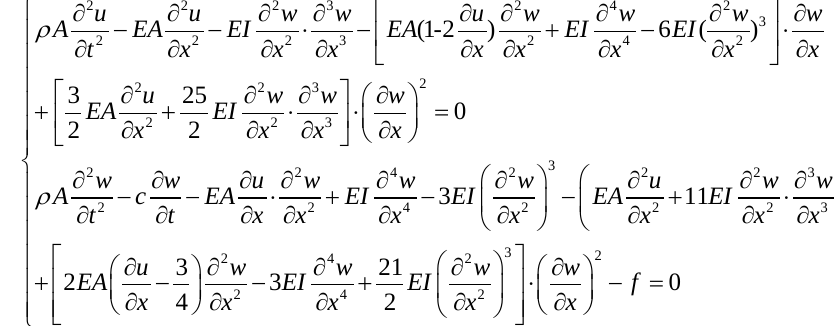 ρA ∂²u/∂t² − EA ∂²u/∂x² − EI ∂²w/∂x² · ∂³w/∂x³ − [ EA(1-2 ∂u/∂x) ∂²w/∂x² + EI ∂⁴w/∂x⁴ − 6EI(∂²w/∂x²)³ ] · ∂w/∂x
+ [ 3/2 EA ∂²u/∂x² + 25/2 EI ∂²w/∂x² · ∂³w/∂x³ ] · (∂w/∂x)² = 0
ρA ∂²w/∂t² − c ∂w/∂t − EA ∂u/∂x · ∂²w/∂x² + EI ∂⁴w/∂x⁴ − 3EI (∂²w/∂x²)³ − ( EA ∂²u/∂x² + 11EI ∂²w/∂x² · ∂³w/∂x³
+ [ 2EA (∂u/∂x − 3/4) ∂²w/∂x² − 3EI ∂⁴w/∂x⁴ + 21/2 EI (∂²w/∂x²)³ ] · (∂w/∂x)² − f = 0